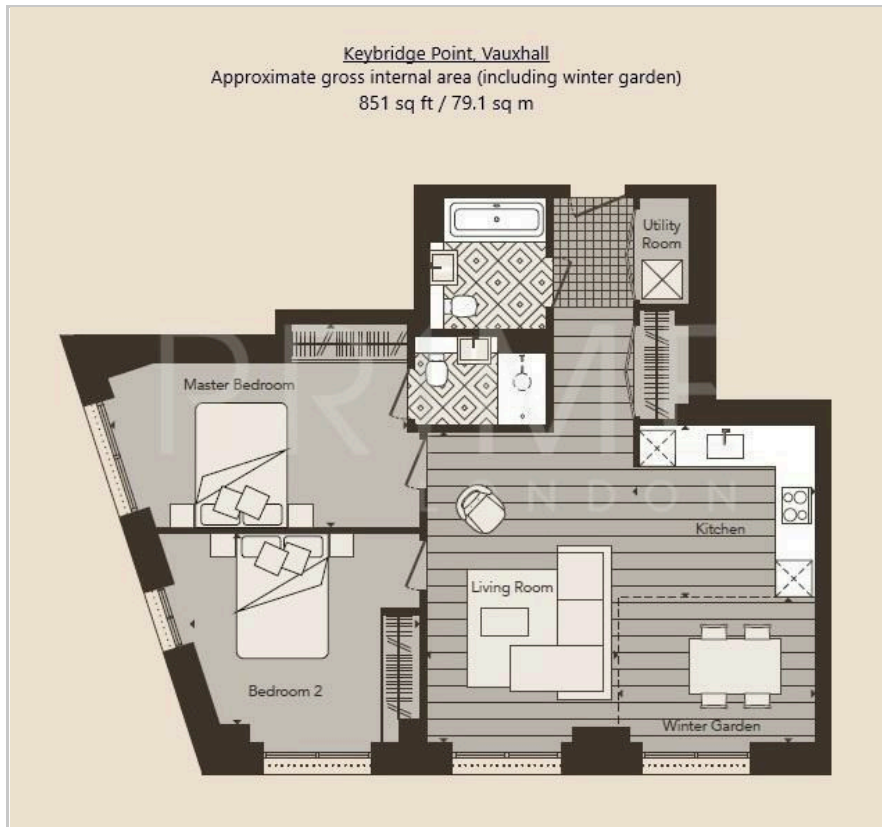 Keybridge Point, Vauxhall
Approximate gross internal area (including winter garden)
851 sq ft / 79.1 sq m
Utility
Room
PRIME
LONDON
Master Bedroom
Kitchen
Living Room
Bedroom 2
Winter Garden